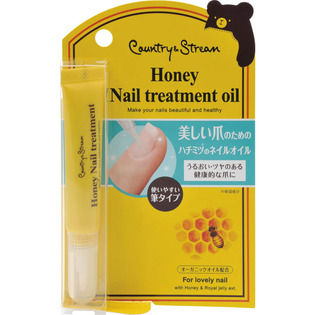 Country & Stream
Honey
Nail treatment oil
Make your nails beautiful and healthy
美しい爪のための
ハチミツのネイルオイル
うるおい・ツヤのある
健康的な爪に
使いやすい
筆タイプ
Honey Nail treatment
オーガニックオイル配合
For lovely nail
with Honey & Royal jelly ext.